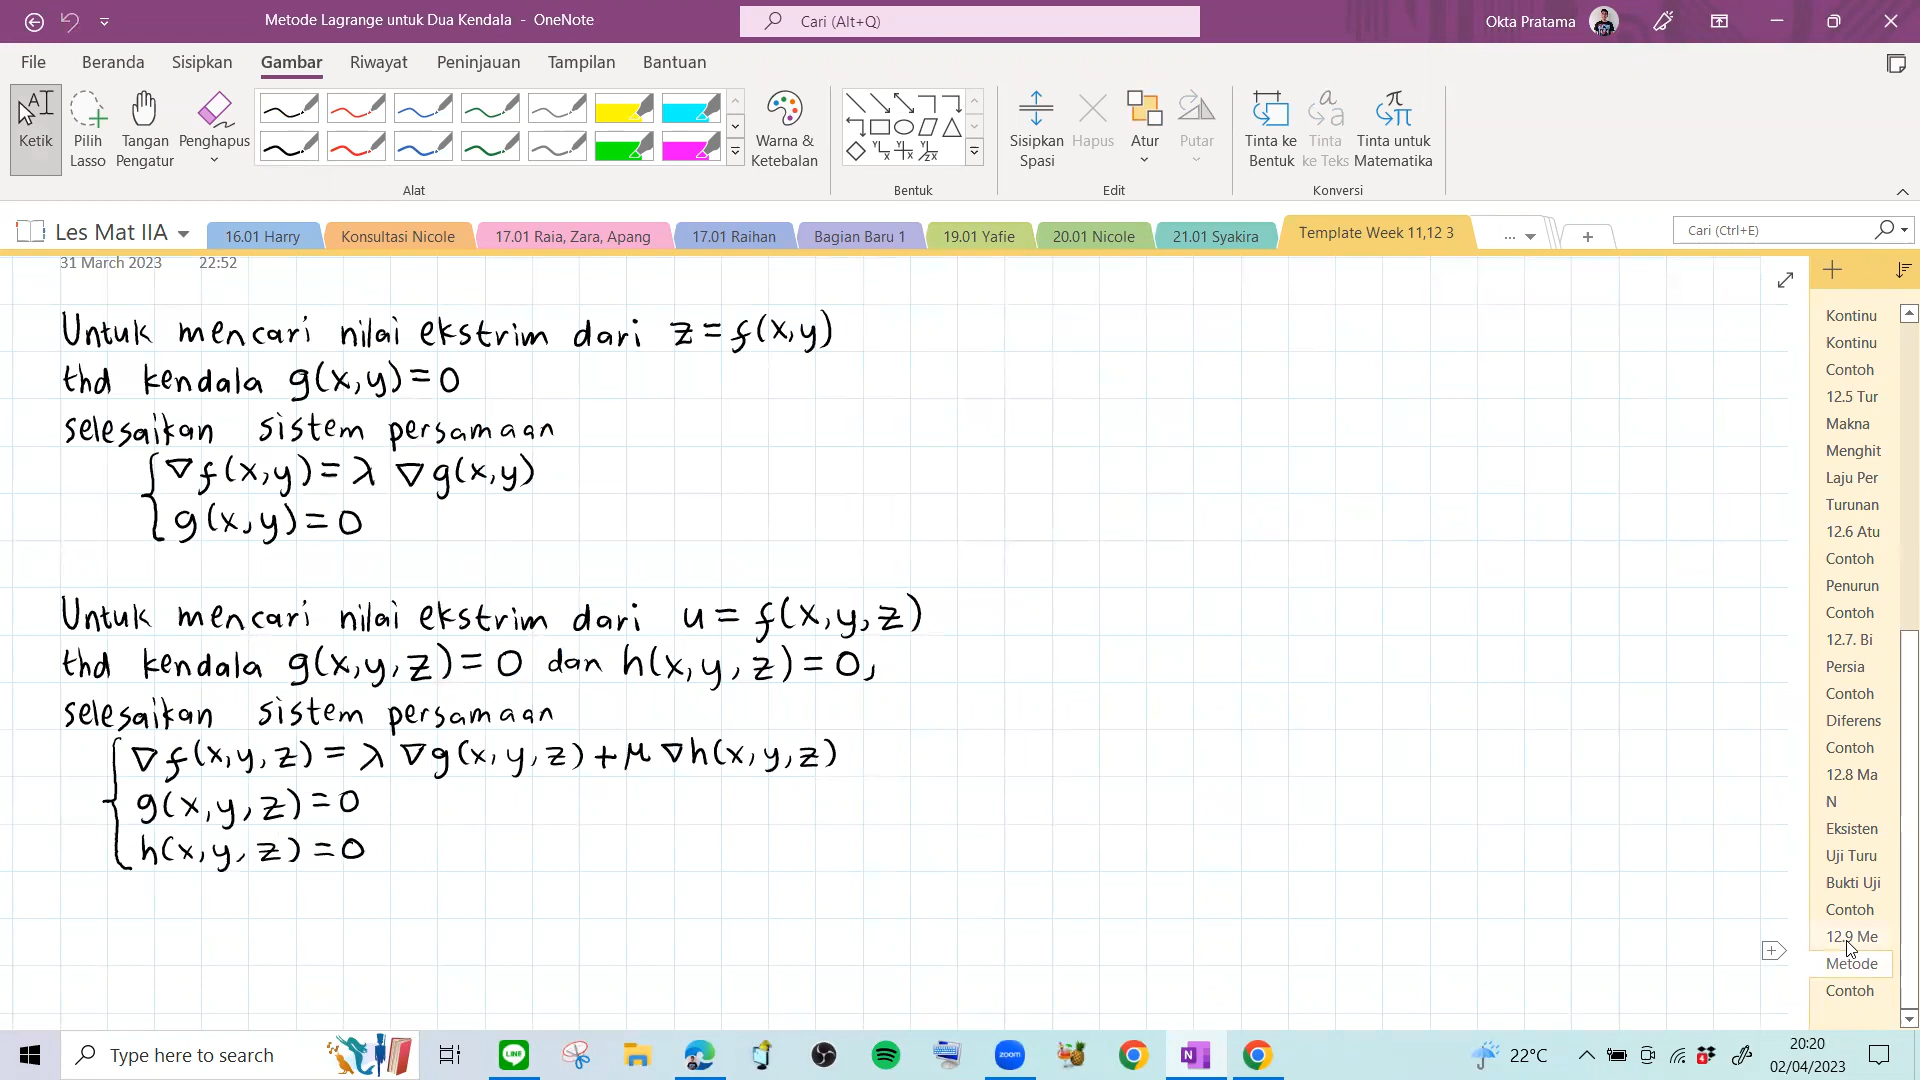 Metode Lagrange untuk Dua Kendala - OneNote
Cari (Alt+Q)
Okta Pratama
File Beranda Sisipkan Gambar Riwayat Peninjauan Tampilan Bantuan
Ketik
Pilih Lasso
Tangan Pengatur
Penghapus
Warna & Ketebalan
Sisipkan Spasi
Hapus
Atur
Putar
Tinta ke Bentuk
Tinta ke Teks
Tinta untuk Matematika
Alat
Bentuk
Edit
Konversi
Les Mat IIA
16.01 Harry
Konsultasi Nicole
17.01 Raia, Zara, Apang
17.01 Raihan
Bagian Baru 1
19.01 Yafie
20.01 Nicole
21.01 Syakira
Template Week 11,12 3
...
Cari (Ctrl+E)
31 March 2023 22:52
Untuk mencari nilai ekstrim dari z = f(x,y)
thd kendala g(x,y) = 0
selesaikan sistem persamaan
∇f(x,y) = λ ∇g(x,y)
g(x,y) = 0
Untuk mencari nilai ekstrim dari u = f(x,y,z)
thd kendala g(x,y,z) = 0 dan h(x,y,z) = 0,
selesaikan sistem persamaan
∇f(x,y,z) = λ ∇g(x,y,z) + μ ∇h(x,y,z)
g(x,y,z) = 0
h(x,y,z) = 0
Kontinu
Kontinu
Contoh
12.5 Tur
Makna
Menghit
Laju Per
Turunan
12.6 Atu
Contoh
Penurun
Contoh
12.7. Bi
Persia
Contoh
Diferens
Contoh
12.8 Ma
N
Eksisten
Uji Turu
Bukti Uji
Contoh
12.9 Me
Metode
Contoh
Type here to search
LINE
zoom
N
22°C
4
20:20
02/04/2023